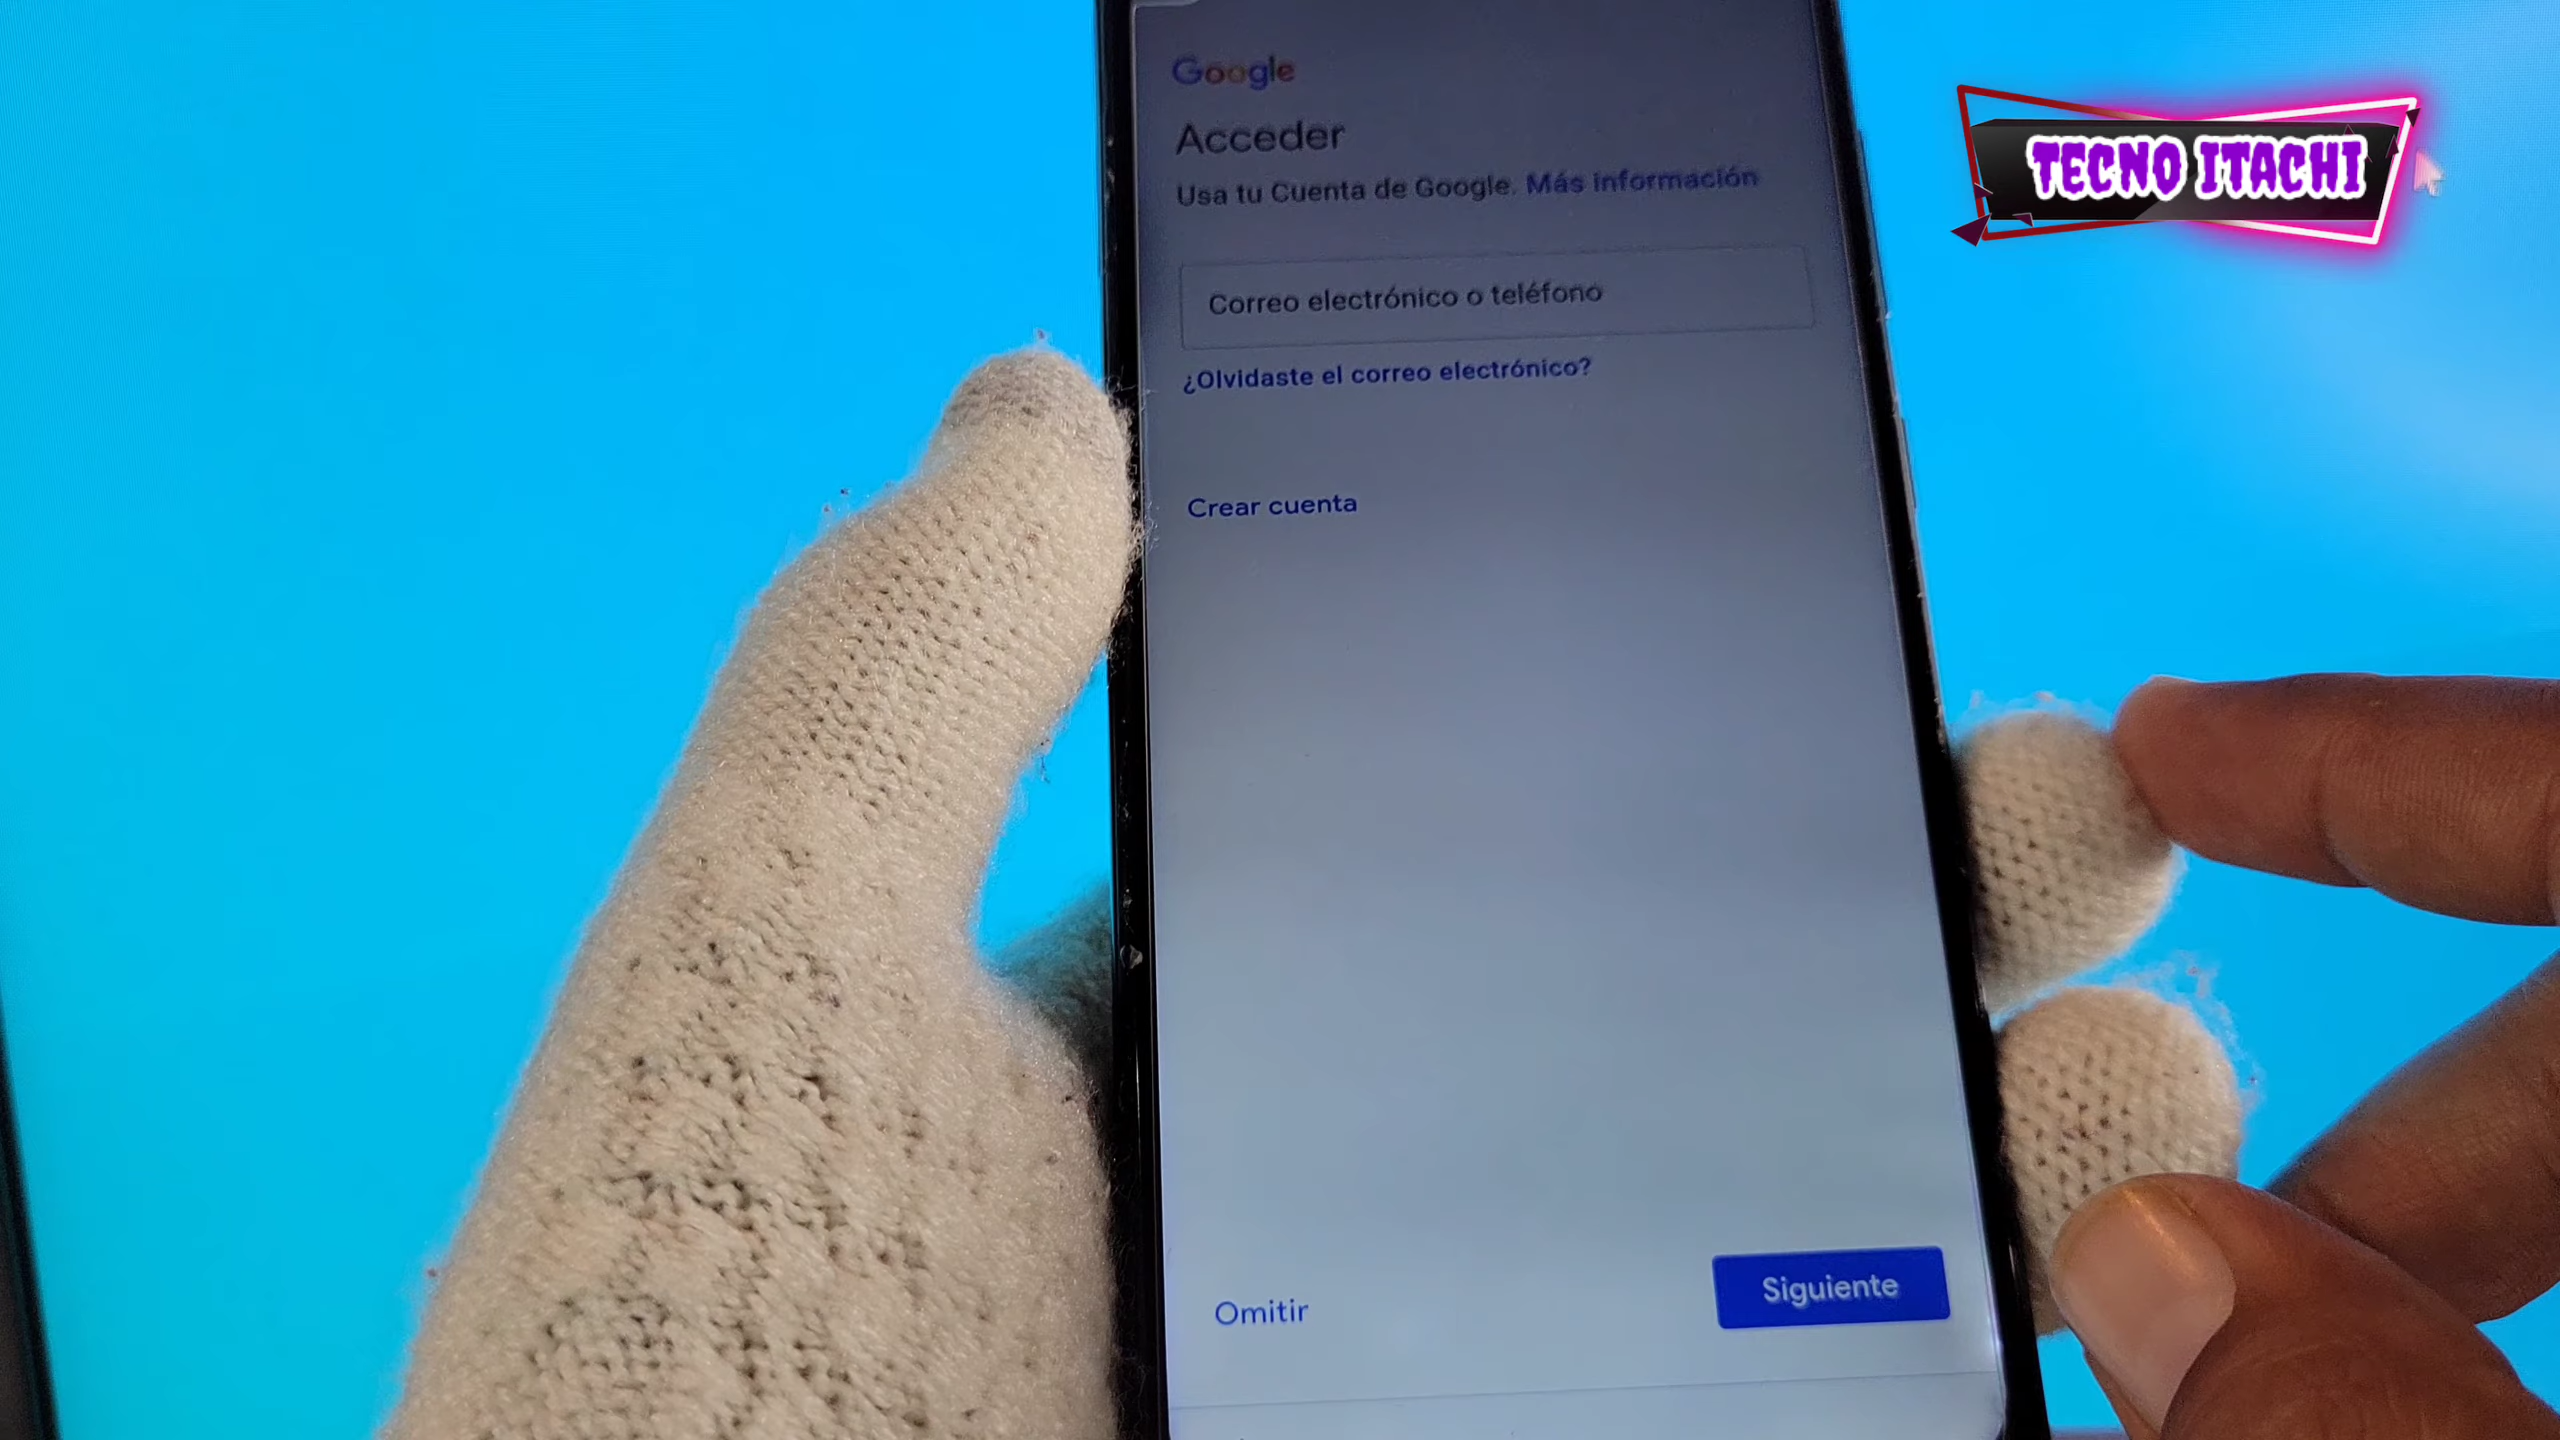 Google
TECNO ITACHI
Acceder
Usa tu Cuenta de Google. Más información
Correo electrónico o teléfono
¿Olvidaste el correo electrónico?
Crear cuenta
Omitir
Siguiente